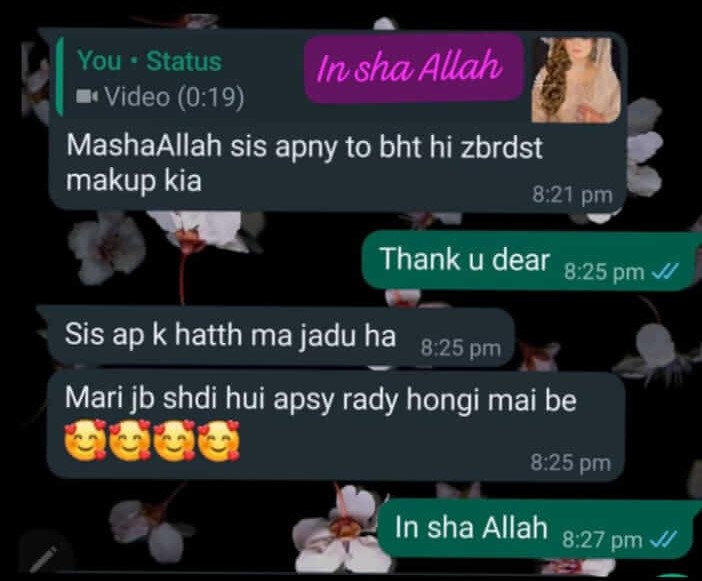 You • Status
In sha Allah
Video (0:19)
MashaAllah sis apny to bht hi zbrdst
makup kia
8:21 pm
Thank u dear 8:25 pm
Sis ap k hatth ma jadu ha 8:25 pm
Mari jb shdi hui apsy rady hongi mai be
🥰🥰🥰🥰
8:25 pm
In sha Allah 8:27 pm